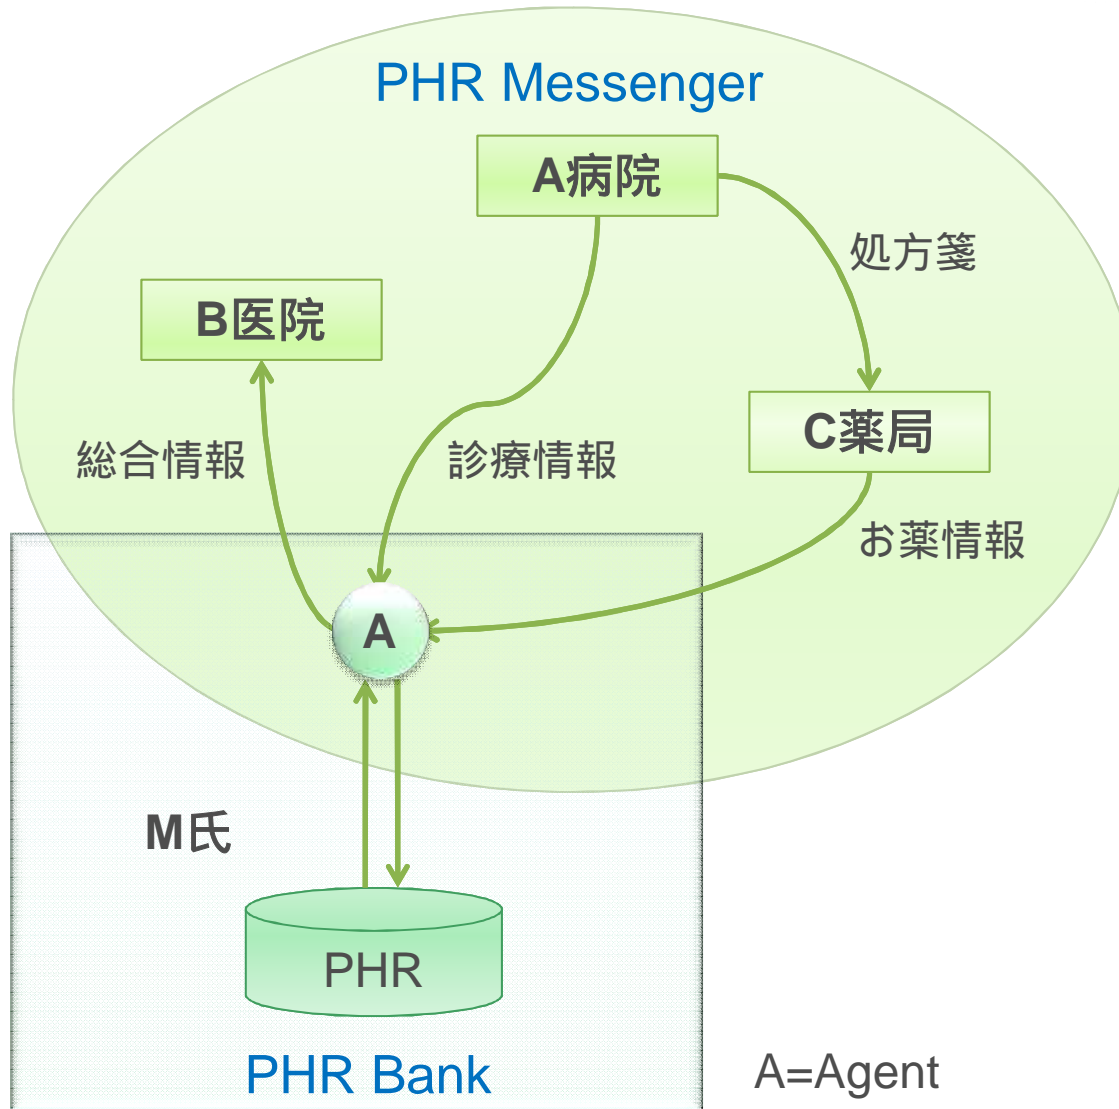 PHR Messenger
A病院
処方箋
B医院
C薬局
総合情報
診療情報
お薬情報
A
M氏
PHR
PHR Bank
A=Agent